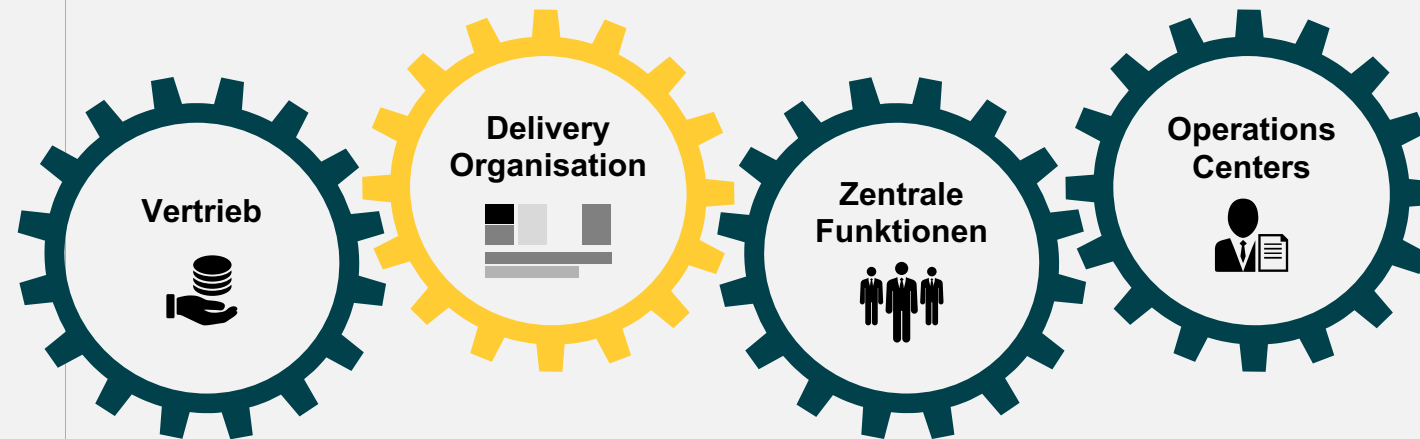 Vertrieb
Delivery
Organisation
Zentrale
Funktionen
Operations
Centers